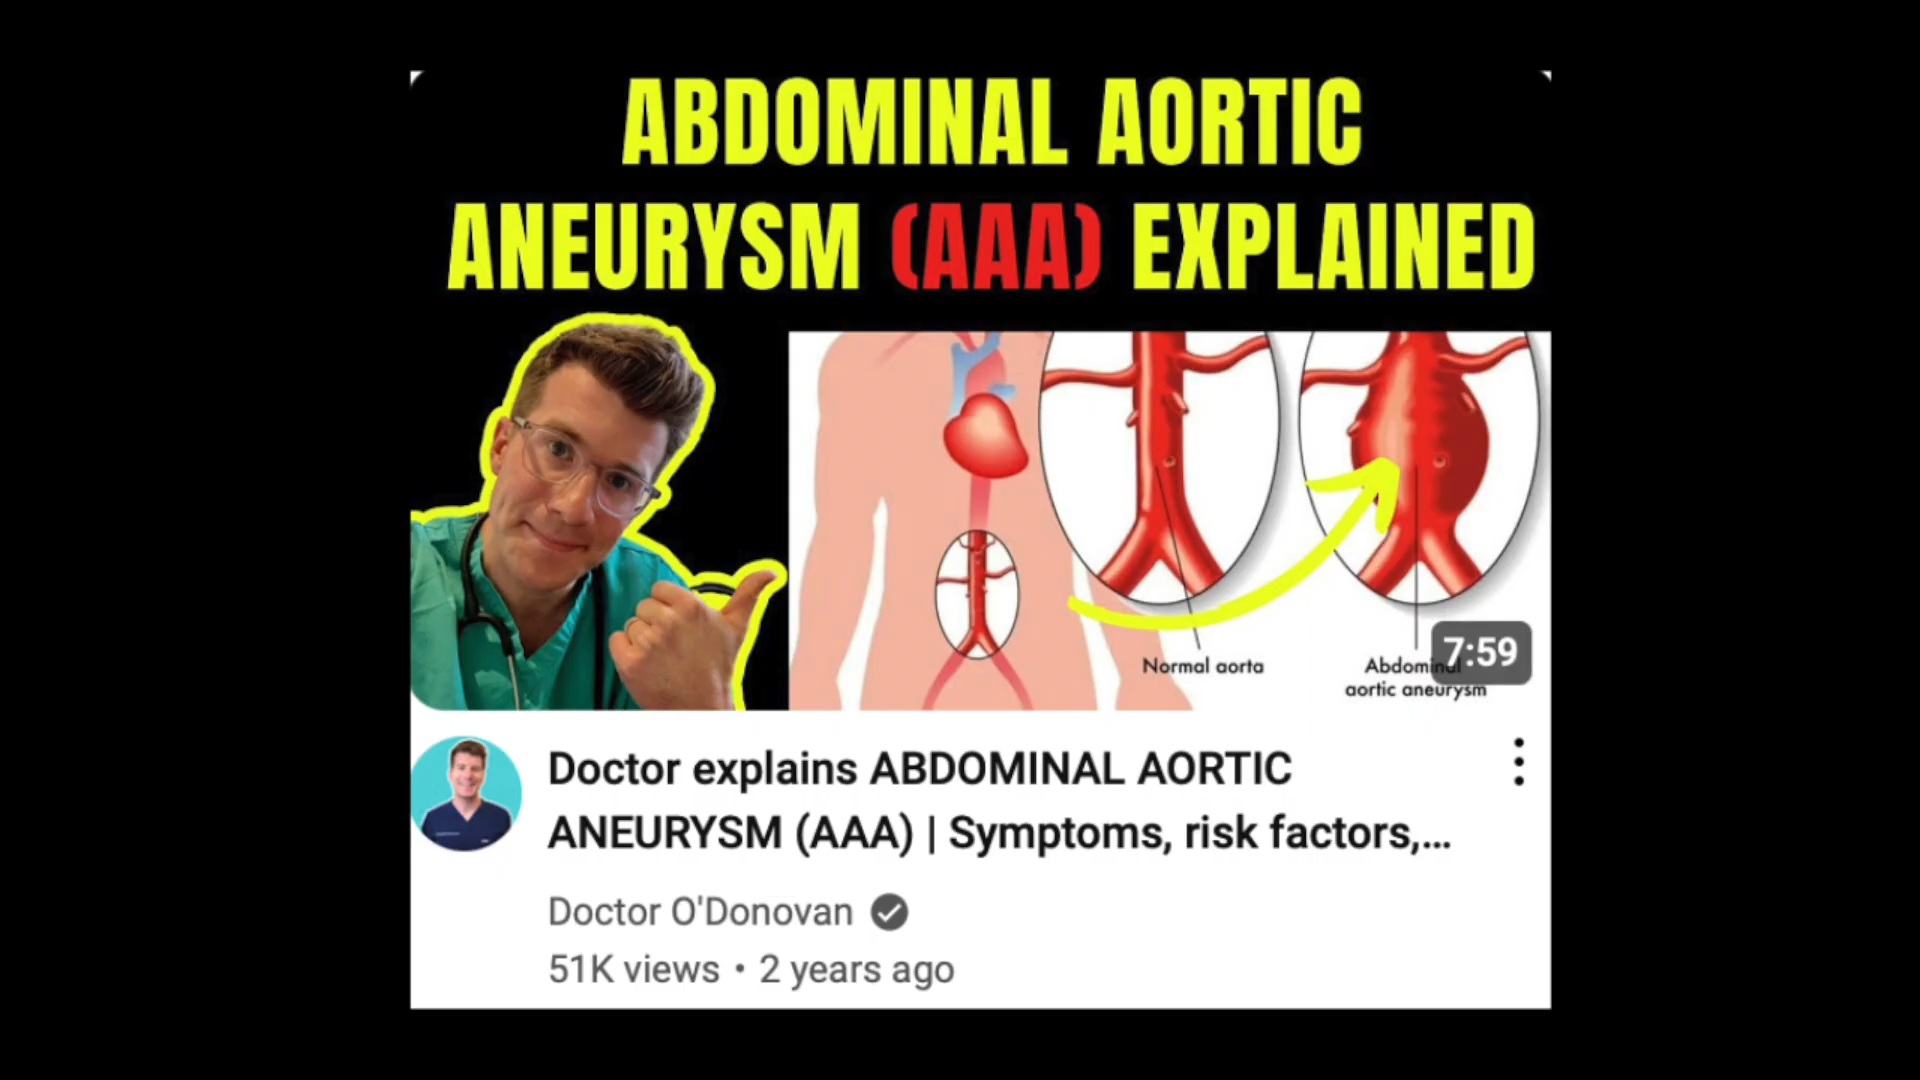 ABDOMINAL AORTIC
ANEURYSM (AAA) EXPLAINED
Normal aorta
Abdominal
aortic aneurysm
7:59
Doctor explains ABDOMINAL AORTIC
ANEURYSM (AAA) | Symptoms, risk factors,...
Doctor O'Donovan
51K views • 2 years ago